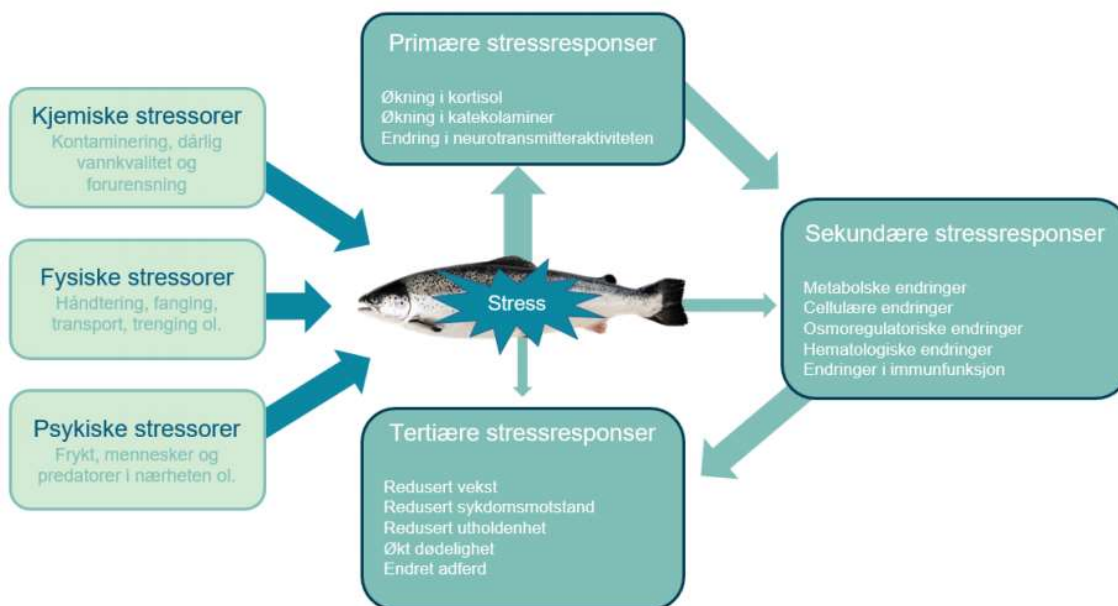 Primære stressresponser
Økning i kortisol
Økning i katekolaminer
Endring i neurotransmitteraktiviteten
Kjemiske stressorer
Kontaminering, dårlig
vannkvalitet og
forurensning
Fysiske stressorer
Håndtering, fanging,
transport, trenging ol.
Psykiske stressorer
Frykt, mennesker og
predatorer i nærheten ol.
Stress
Sekundære stressresponser
Metabolske endringer
Cellulære endringer
Osmoregulatoriske endringer
Hematologiske endringer
Endringer i immunfunksjon
Tertiære stressresponser
Redusert vekst
Redusert sykdomsmotstand
Redusert utholdenhet
Økt dødelighet
Endret adferd